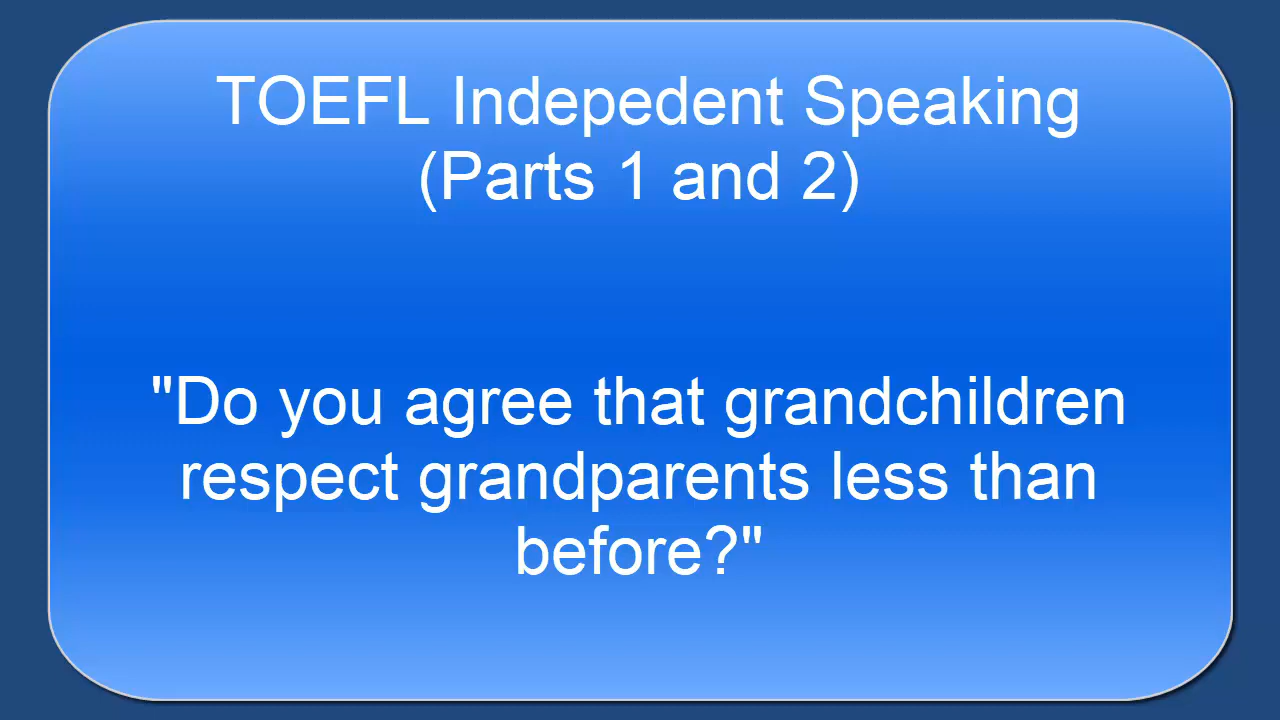 TOEFL Indepedent Speaking
(Parts 1 and 2)
"Do you agree that grandchildren
respect grandparents less than
before?"